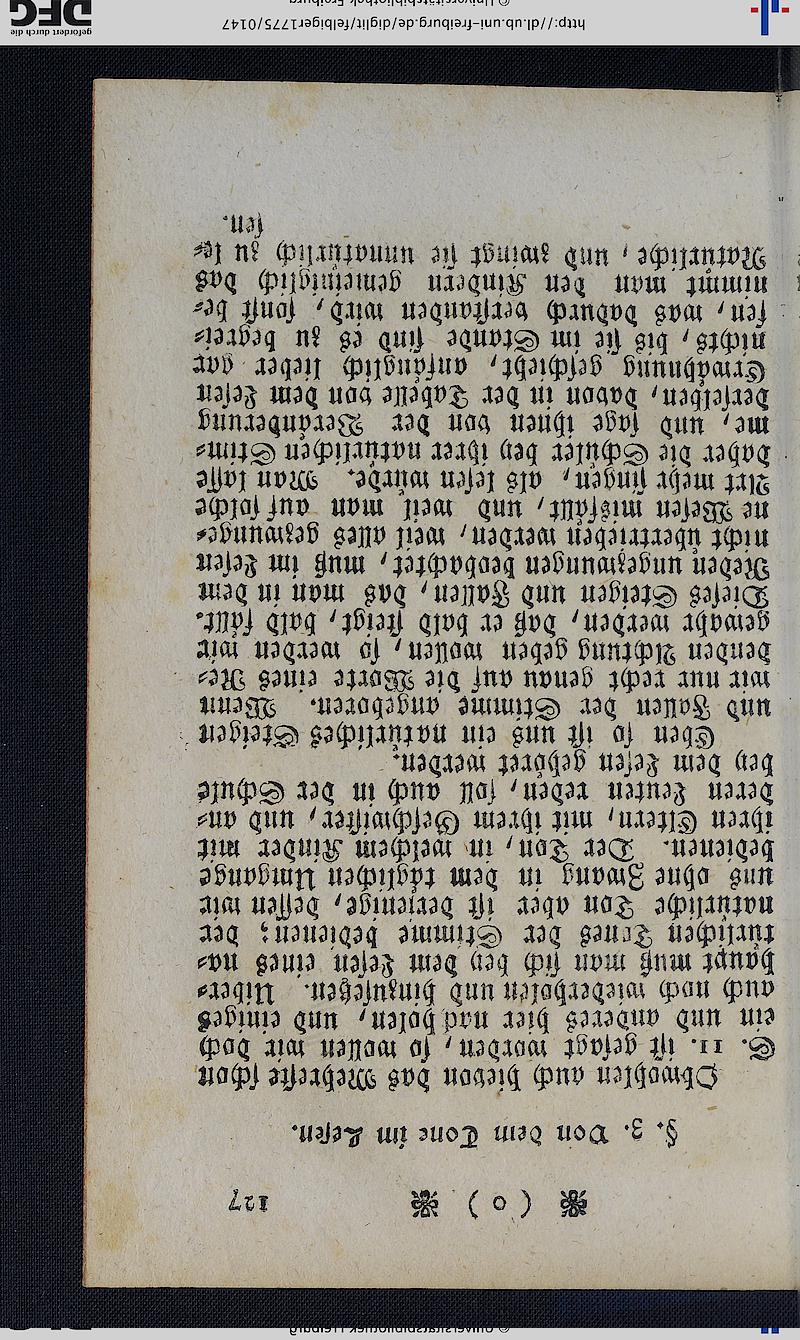 ❋ ( o ) ❋ 127
§. 3. Von dem Tone im Lesen.
Obwohlen auch hievon das Mehreste schon
S. 11. ist gesagt worden, so wollen wir doch
ein und anderes hier nachholen, und einiges
auch noch wiederholen und hinzusetzen. Uiber-
haupt muß man sich bey dem Lesen eines na-
türlichen Tones der Stimme bedienen; der
natürliche Ton aber ist derjenige, dessen wir
uns ohne Zwang in dem täglichen Umgange
bedienen. Der Ton, in welchem Kinder mit
ihren Eltern, mit ihrem Geschwister, und an-
deren Leuten reden, soll auch in der Schule
bey dem Lesen gehöret werden.
Eben so ist uns ein natürliches Steigen
und Fallen der Stimme angebohren. Wenn
wir nur recht genau auf die Worte eines Re-
denden Achtung geben wollen, so werden wir
gewahr werden, daß er bald steigt, bald fällt.
Dieses Steigen und Fallen, das man in dem
Reden ungezwungen beobachtet, muß im Lesen
nicht übertrieben werden, weil alles gezwunge-
ne Wesen misfällt, und weil man auf solche
Art mehr singen, als lesen würde. Man solle
daher die Schüler bey ihrer natürlichen Stim-
me, und sage ihnen von der Veränderung
derselben, davon in der Tabelle von dem Lesen
Erwähnung geschieht, anfänglich lieber gar
nichts, bis sie im Stande sind es zu begrei-
fen, was dadurch verstanden wird, sonst be-
nimmt man den Kindern gemeiniglich das
Natürliche, und zwingt sie unnatürlich zu le-
sen.
http://dl.ub.uni-freiburg.de/diglit/felbiger1775/0147
© Universitätsbibliothek Freiburg
gefördert durch die
DFG